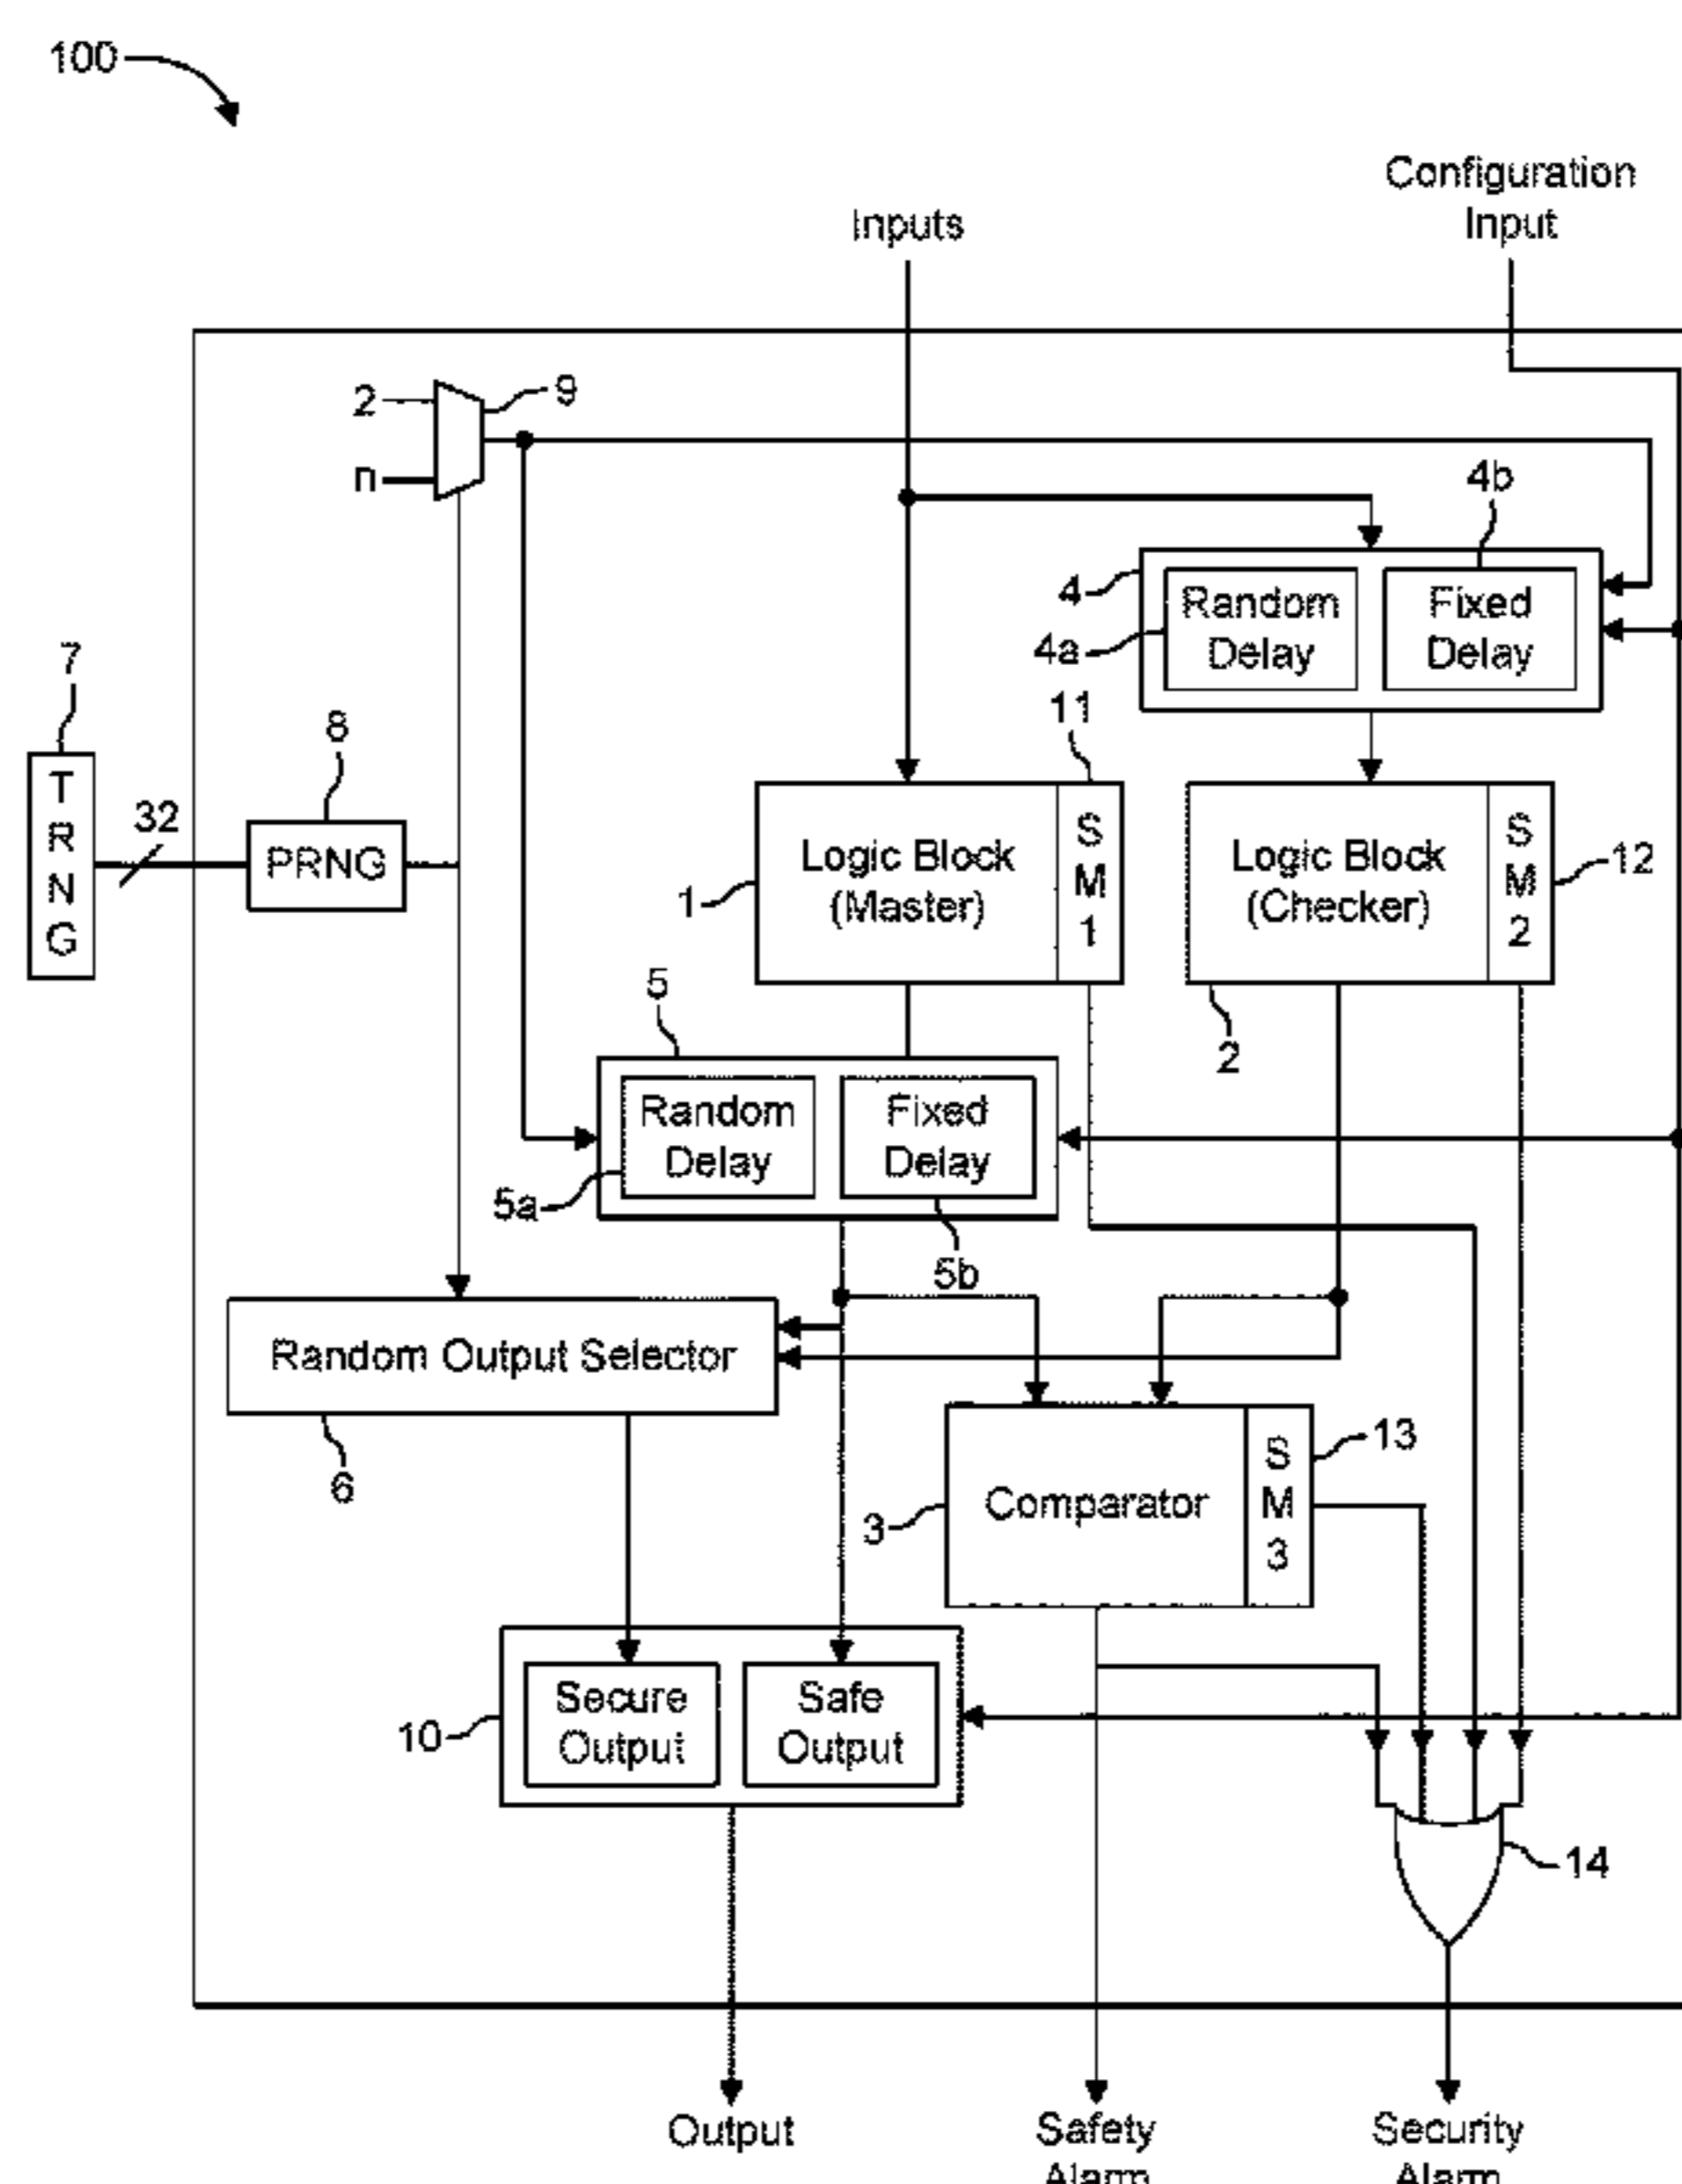 100
Configuration
Input
Inputs
2
9
n
4b
4
Random
Delay
Fixed
Delay
4a
7
11
8
T
R
N
G
32
PRNG
1
Logic Block
(Master)
S
M
1
Logic Block
(Checker)
S
M
2
12
5
2
Random
Delay
Fixed
Delay
5a
5b
Random Output Selector
6
13
3
Comparator
S
M
3
10
Secure
Output
Safe
Output
14
Output
Safety
Alarm
Security
Alarm